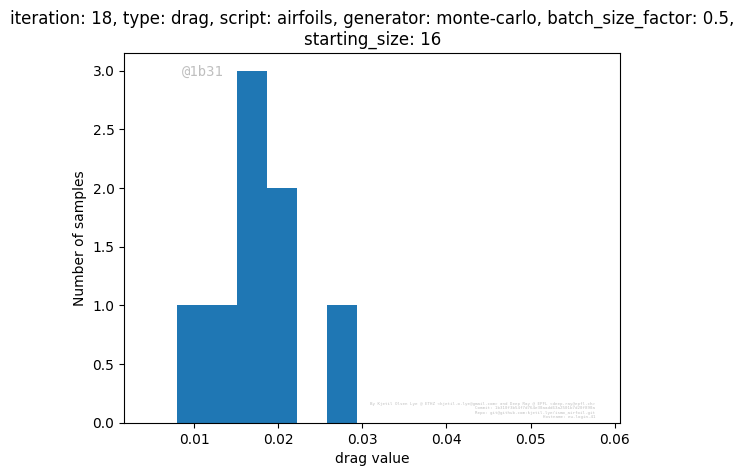 iteration: 18, type: drag, script: airfoils, generator: monte-carlo, batch_size_factor: 0.5,
starting_size: 16
@1b31
3.0
2.5
2.0
1.5
1.0
0.5
0.0
Number of samples
0.01 0.02 0.03 0.04 0.05 0.06
drag value